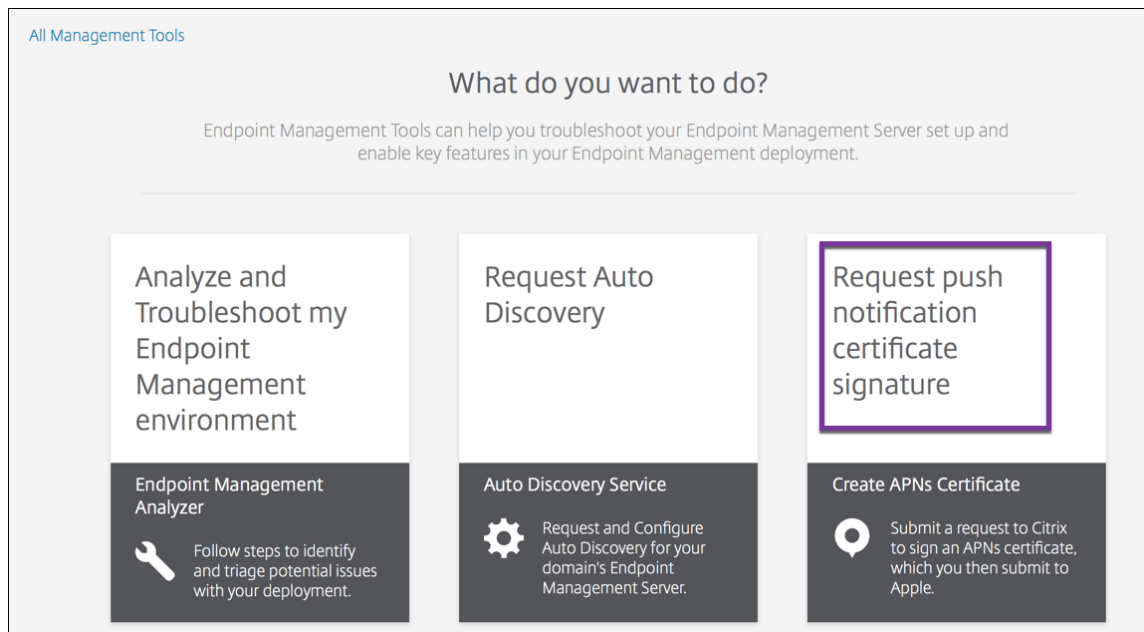 All Management Tools
What do you want to do?
Endpoint Management Tools can help you troubleshoot your Endpoint Management Server set up and
enable key features in your Endpoint Management deployment.
Analyze and
Troubleshoot my
Endpoint
Management
environment
Endpoint Management
Analyzer
Follow steps to identify
and triage potential issues
with your deployment.
Request Auto
Discovery
Auto Discovery Service
Request and Configure
Auto Discovery for your
domain's Endpoint
Management Server.
Request push
notification
certificate
signature
Create APNs Certificate
Submit a request to Citrix
to sign an APNs certificate,
which you then submit to
Apple.